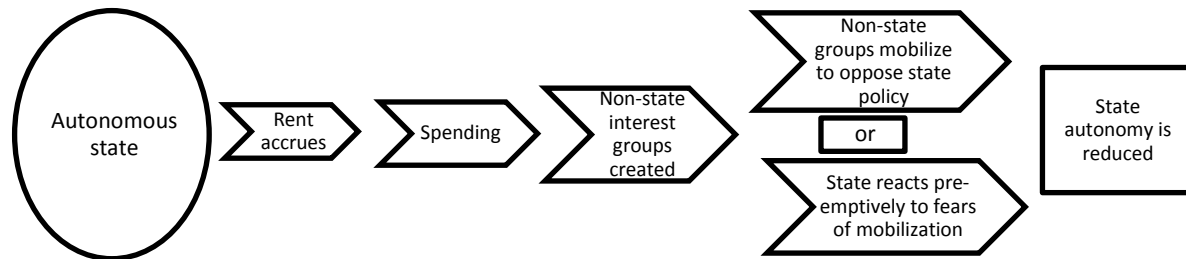 Autonomous
state
Rent
accrues
Spending
Non-state
interest
groups
created
Non-state
groups mobilize
to oppose state
policy
or
State reacts pre-
emptively to fears
of mobilization
State
autonomy is
reduced